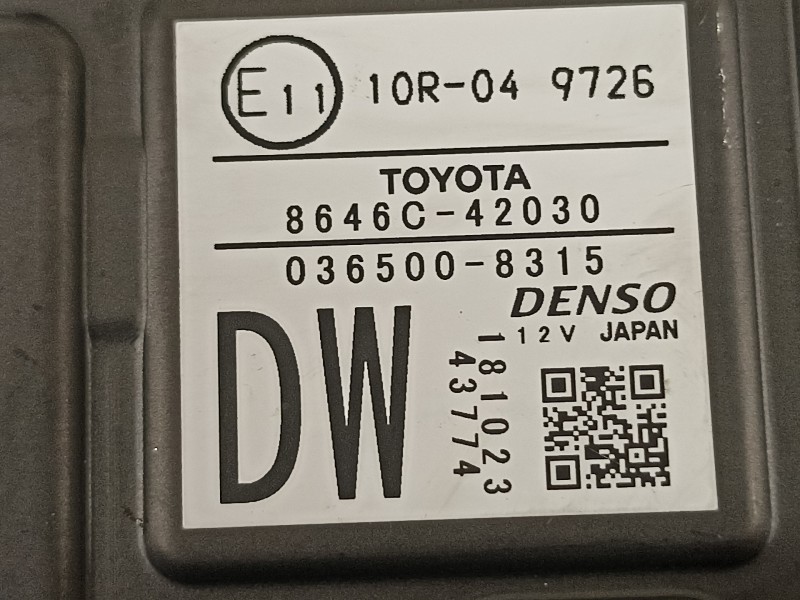 E11 10R-04 9726
TOYOTA
8646C-42030
036500-8315
DENSO
12V JAPAN
DW
181023
43774